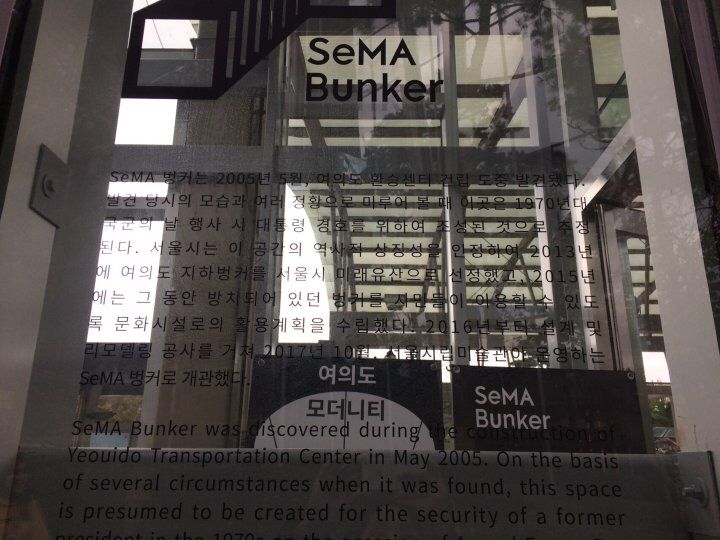 SeMA
Bunker
SeMA 벙커는 2005년 5월, 여의도 환승센터 건립 도중 발견됐다.
발견 당시의 모습과 여러 정황으로 미루어 볼 때 이곳은 1970년대
국군의 날 행사 시 대통령 경호를 위하여 조성된 것으로 추정
된다. 서울시는 이 공간의 역사적 상징성을 인정하여 2013년
에 여의도 지하벙커를 서울시 미래유산으로 선정했고, 2015년
에는 그 동안 방치되어 있던 벙커를 시민들이 이용할 수 있도
록 문화시설로의 활용계획을 수립했다. 2016년부터 설계 및
리모델링 공사를 거쳐 2017년 10월, 서울시립미술관이 운영하는
SeMA 벙커로 개관했다.
여의도
모더니티
SeMA
Bunker
SeMA Bunker was discovered during the construction of
Yeouido Transportation Center in May 2005. On the basis
of several circumstances when it was found, this space
is presumed to be created for the security of a former
president in the 1970s on the occasion of Armed Forces